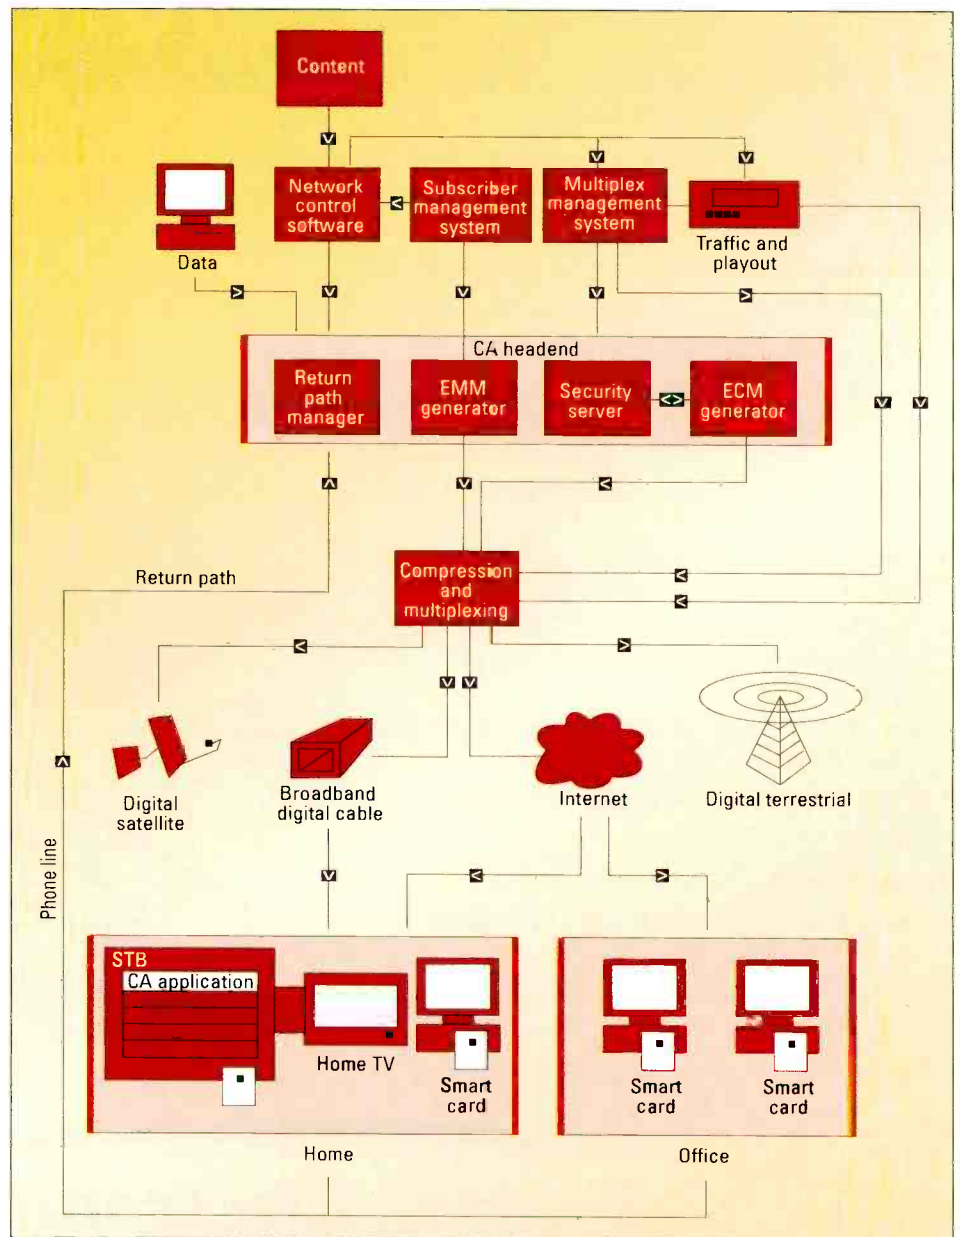 Content
Network
control
software
Subscriber
management
system
Multiplex
management
system
Traffic and
playout
Data
CA headend
Return
path
manager
EMM
generator
Security
server
ECM
generator
Return path
Compression
and
multiplexing
Digital
satellite
Broadband
digital cable
Internet
Digital terrestrial
Phone line
STB
CA application
Home TV
Smart
card
Smart
card
Smart
card
Home
Office